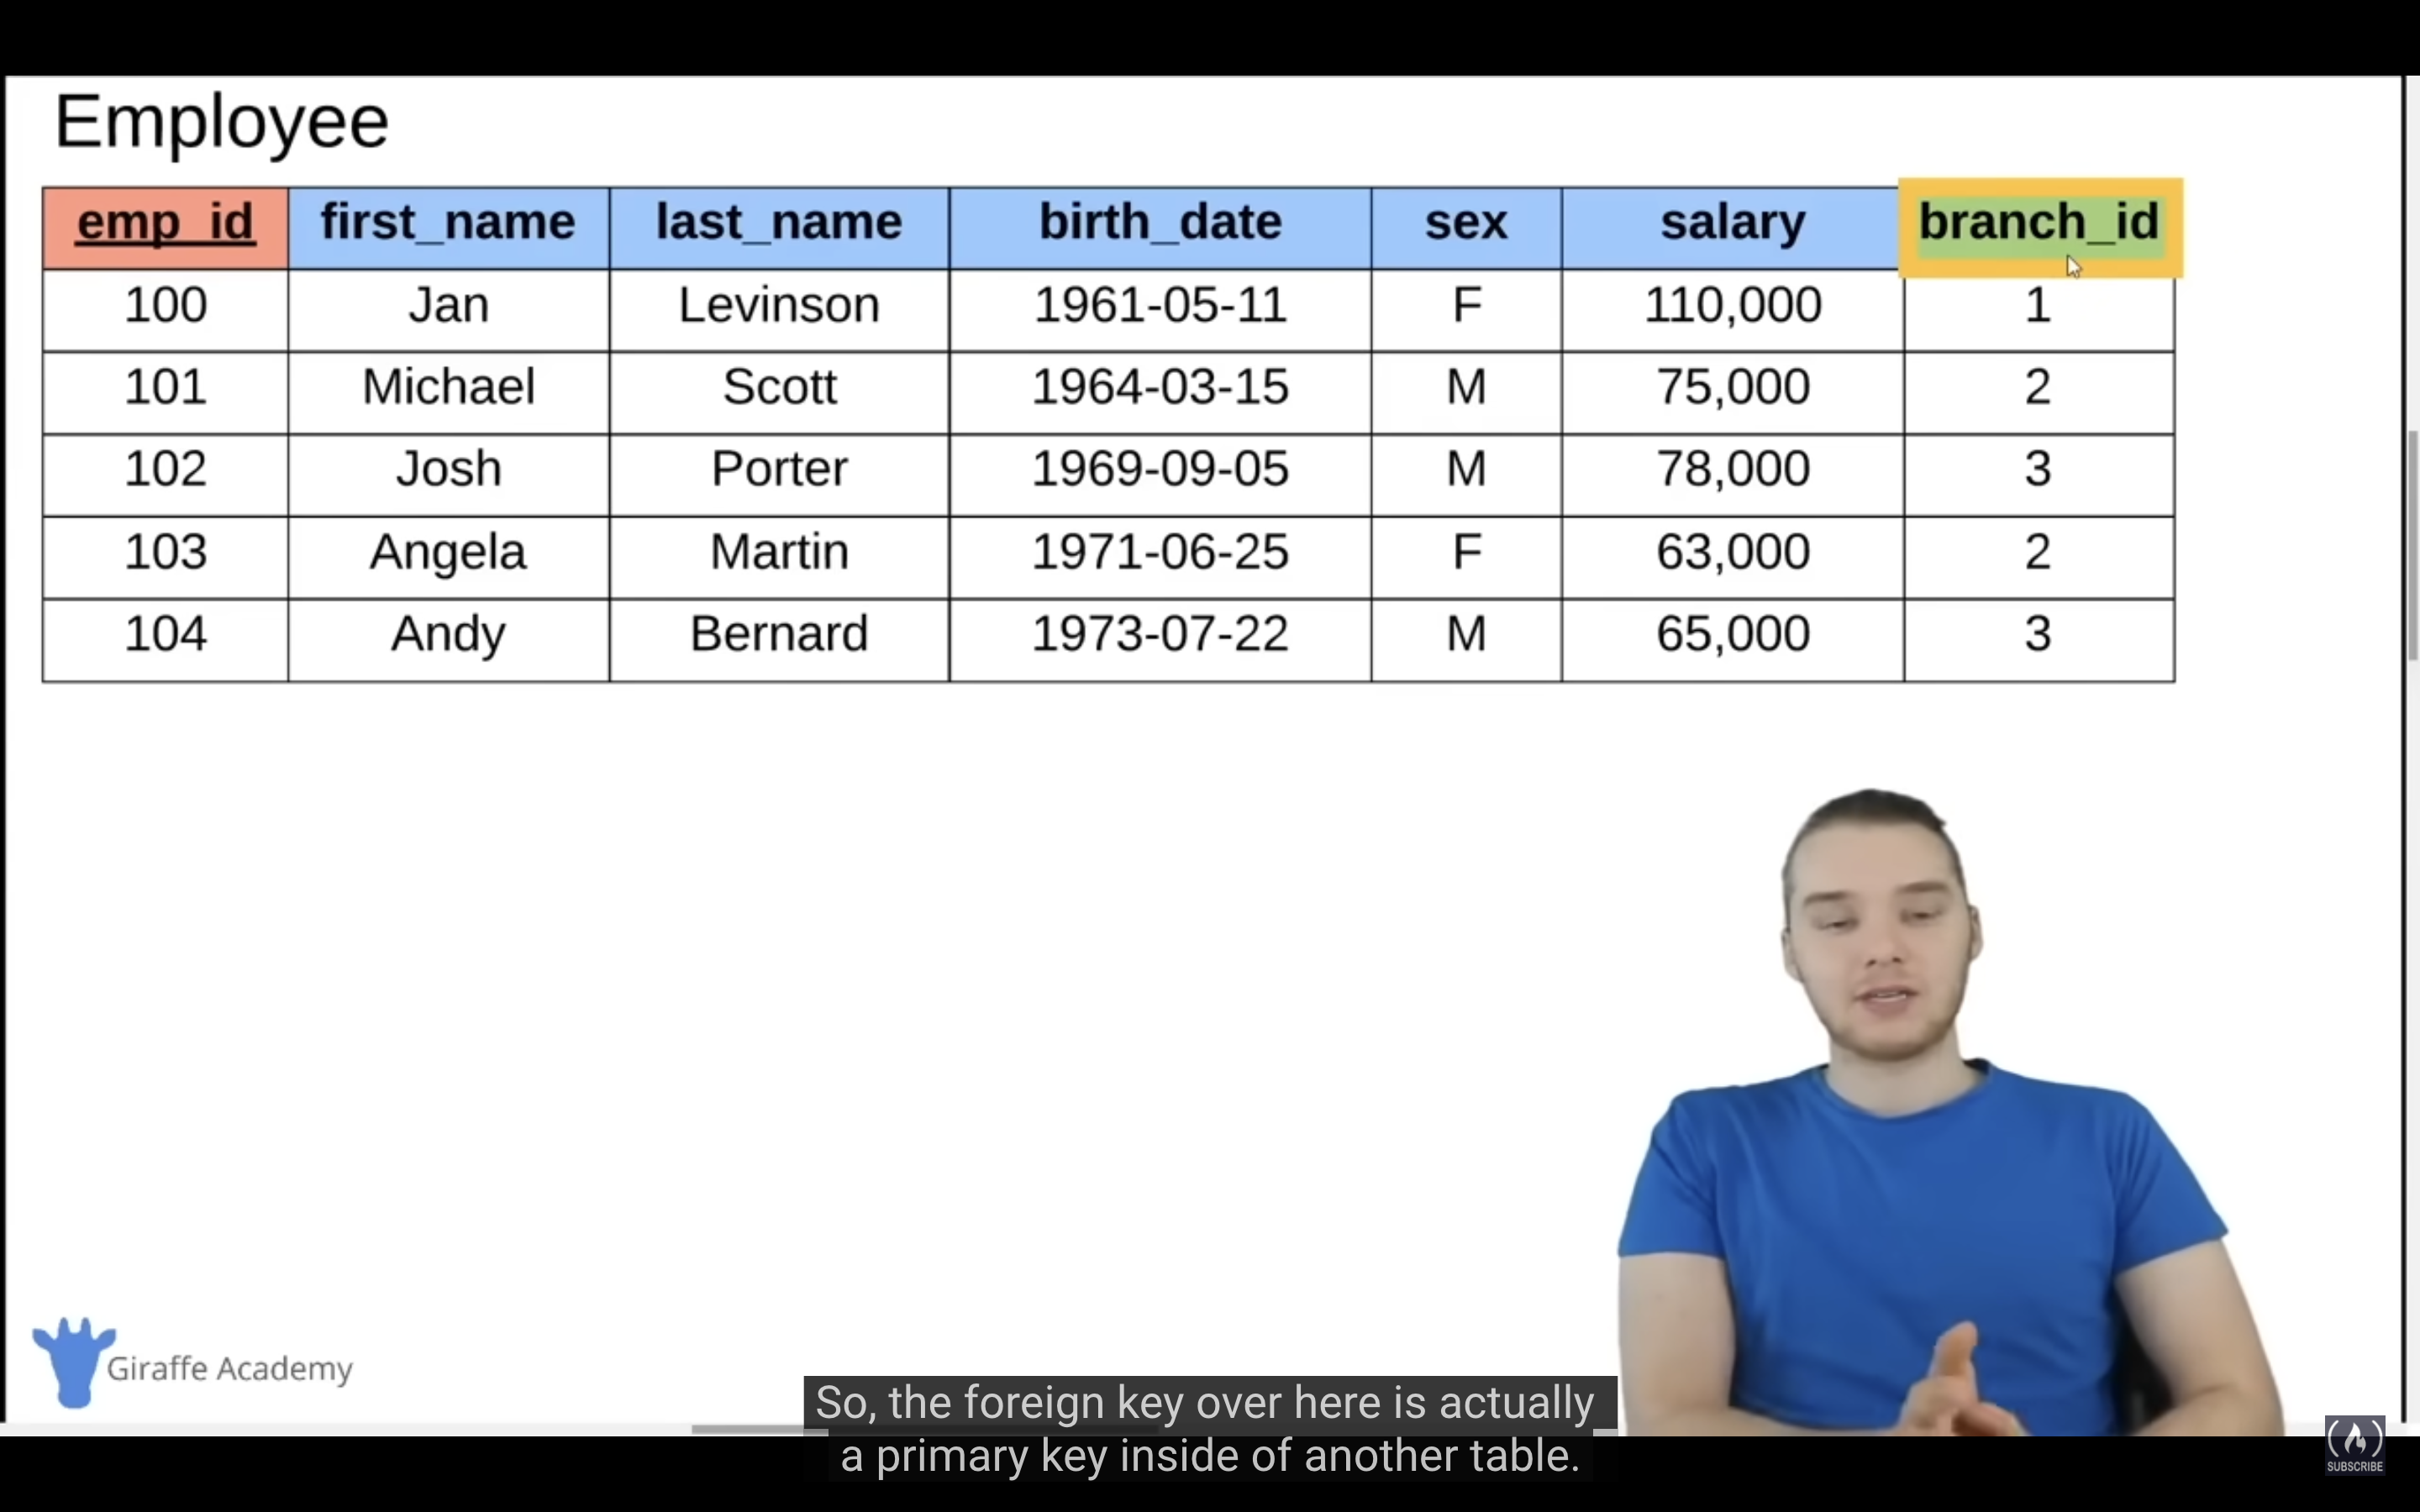 Employee
emp_id first_name last_name birth_date sex salary branch_id
100 Jan Levinson 1961-05-11 F 110,000 1
101 Michael Scott 1964-03-15 M 75,000 2
102 Josh Porter 1969-09-05 M 78,000 3
103 Angela Martin 1971-06-25 F 63,000 2
104 Andy Bernard 1973-07-22 M 65,000 3
Giraffe Academy
So, the foreign key over here is actually
a primary key inside of another table.
SUBSCRIBE